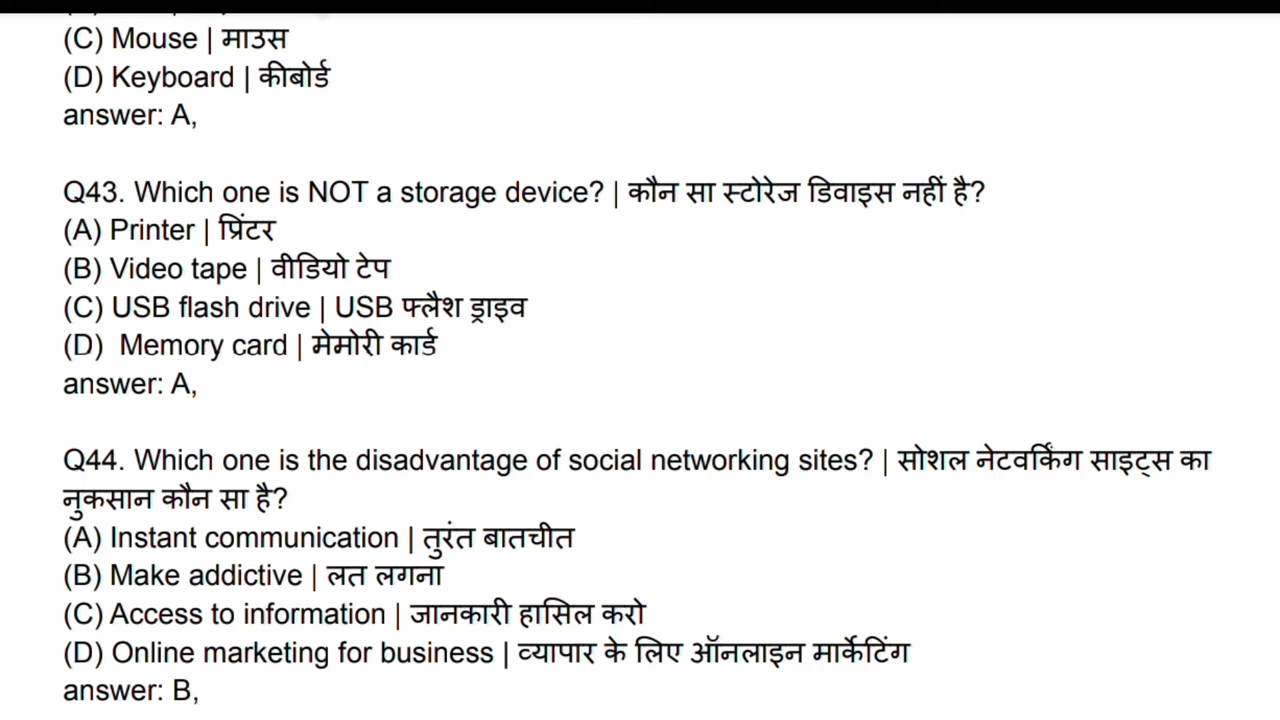 (C) Mouse | माउस
(D) Keyboard | कीबोर्ड
answer: A,
Q43. Which one is NOT a storage device? | कौन सा स्टोरेज डिवाइस नहीं है?
(A) Printer | प्रिंटर
(B) Video tape | वीडियो टेप
(C) USB flash drive | USB फ्लैश ड्राइव
(D)  Memory card | मेमोरी कार्ड
answer: A,
Q44. Which one is the disadvantage of social networking sites? | सोशल नेटवर्किंग साइट्स का
नुकसान कौन सा है?
(A) Instant communication | तुरंत बातचीत
(B) Make addictive | लत लगना
(C) Access to information | जानकारी हासिल करो
(D) Online marketing for business | व्यापार के लिए ऑनलाइन मार्केटिंग
answer: B,